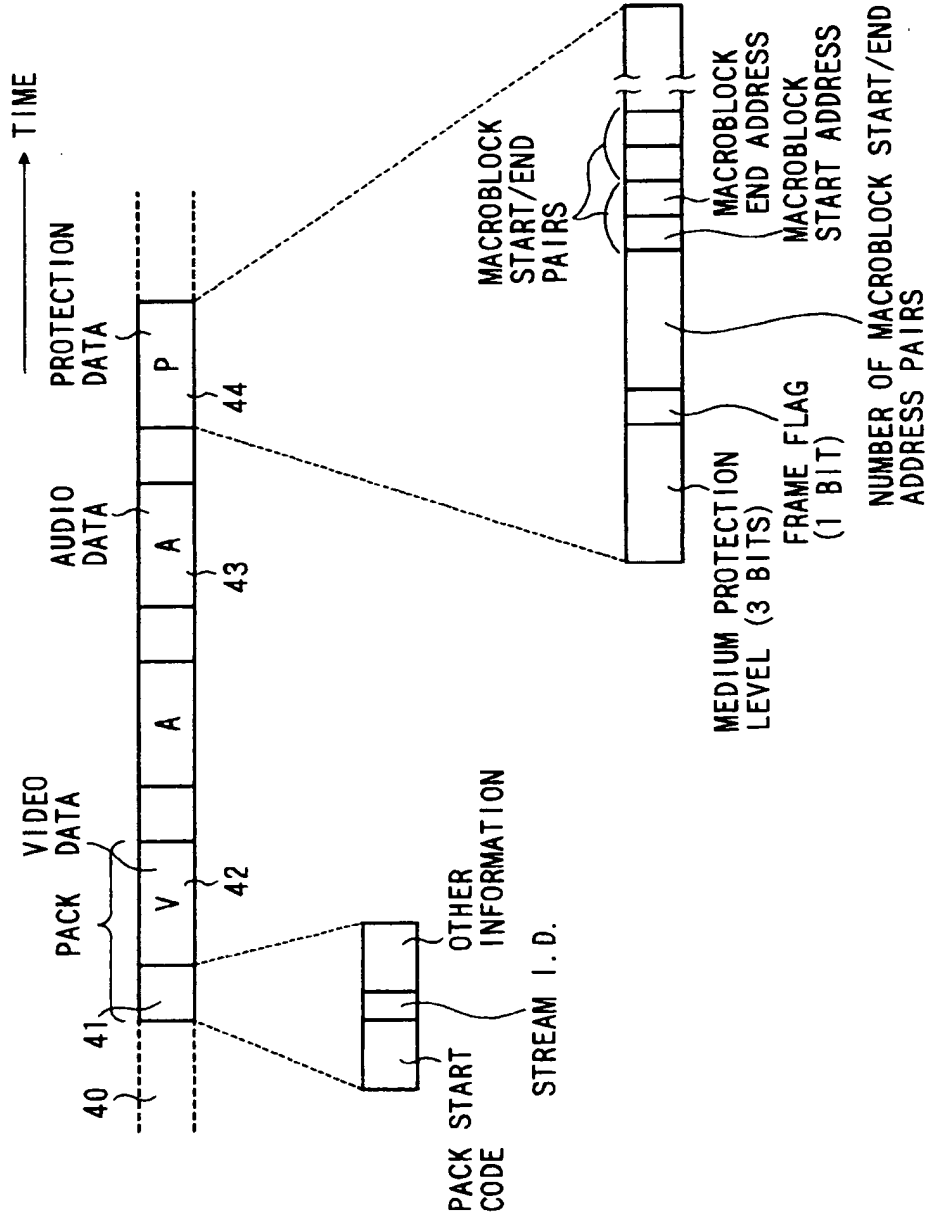 TIME
PROTECTION
DATA
AUDIO
DATA
VIDEO
DATA
PACK
41
40
V
42
A
A
43
P
44
PACK START
CODE
STREAM I.D.
OTHER
INFORMATION
MACROBLOCK
START/END
PAIRS
MEDIUM PROTECTION
LEVEL (3 BITS)
FRAME FLAG
(1 BIT)
NUMBER OF MACROBLOCK START/END
ADDRESS PAIRS
MACROBLOCK
START ADDRESS
MACROBLOCK
END ADDRESS